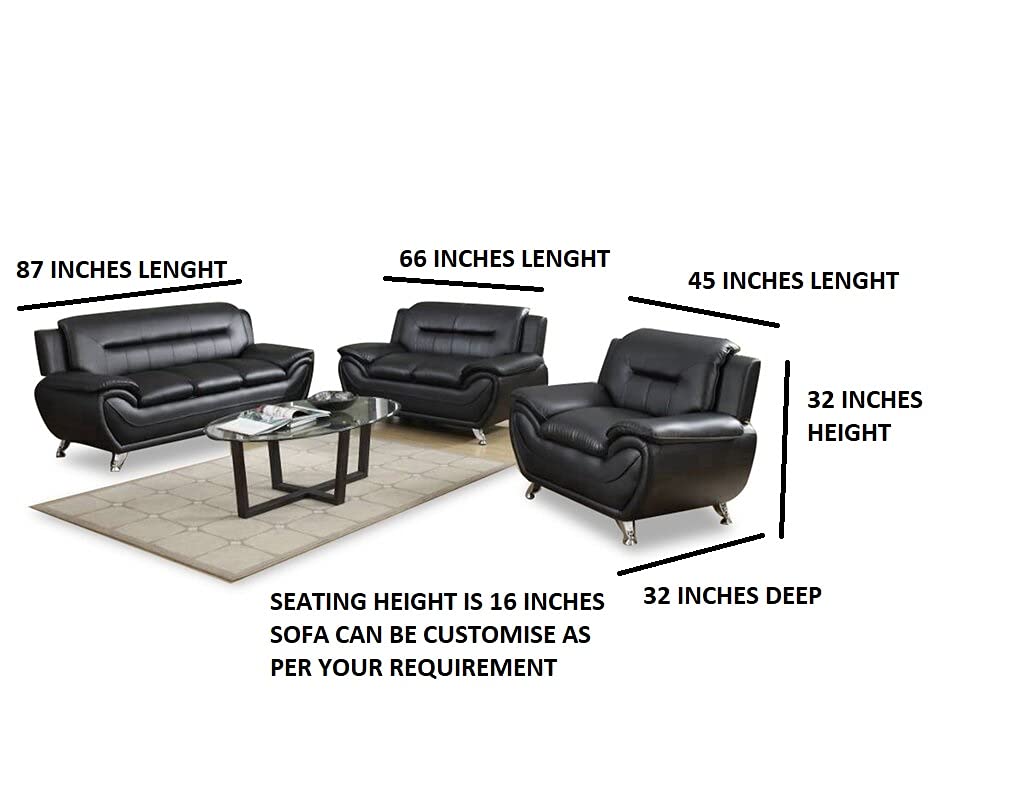 87 INCHES LENGHT
66 INCHES LENGHT
45 INCHES LENGHT
32 INCHES
HEIGHT
32 INCHES DEEP
SEATING HEIGHT IS 16 INCHES
SOFA CAN BE CUSTOMISE AS
PER YOUR REQUIREMENT